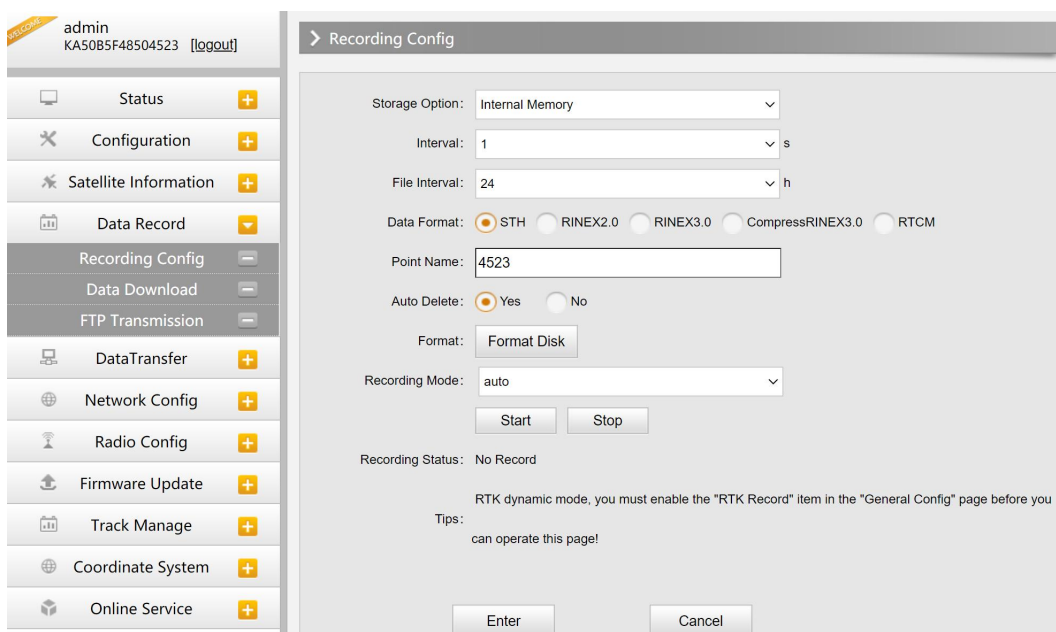 WELCOME...
admin
KA50B5F48504523 [logout]
Status
Configuration
Satellite Information
Data Record
Recording Config
Data Download
FTP Transmission
DataTransfer
Network Config
Radio Config
Firmware Update
Track Manage
Coordinate System
Online Service
Recording Config
Storage Option: Internal Memory
Interval: 1 s
File Interval: 24 h
Data Format: STH RINEX2.0 RINEX3.0 CompressRINEX3.0 RTCM
Point Name: 4523
Auto Delete: Yes No
Format: Format Disk
Recording Mode: auto
Start Stop
Recording Status: No Record
RTK dynamic mode, you must enable the "RTK Record" item in the "General Config" page before you
Tips:
can operate this page!
Enter Cancel